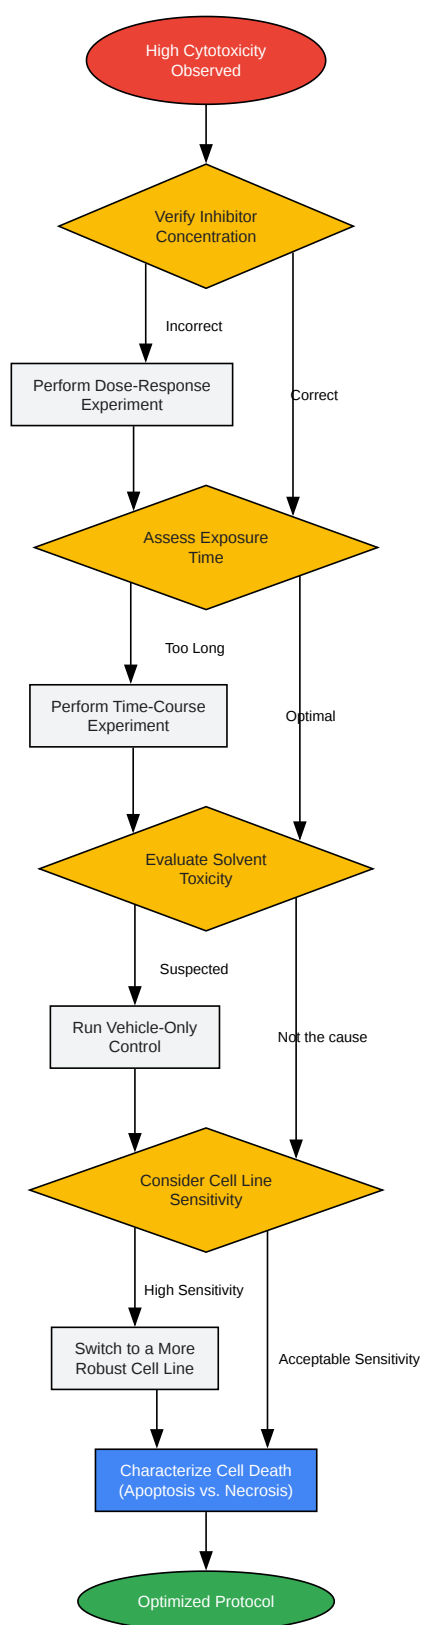 High Cytotoxicity
Observed
Verify Inhibitor
Concentration
Incorrect
Perform Dose-Response
Experiment
Correct
Assess Exposure
Time
Too Long
Perform Time-Course
Experiment
Optimal
Evaluate Solvent
Toxicity
Suspected
Run Vehicle-Only
Control
Not the cause
Consider Cell Line
Sensitivity
High Sensitivity
Switch to a More
Robust Cell Line
Acceptable Sensitivity
Characterize Cell Death
(Apoptosis vs. Necrosis)
Optimized Protocol